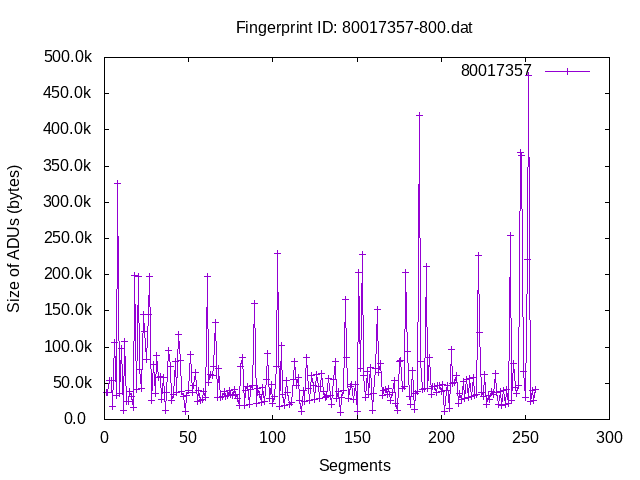 Fingerprint ID: 80017357-800.dat
500.0k
80017357
450.0k
400.0k
350.0k
300.0k
250.0k
200.0k
150.0k
100.0k
50.0k
0.0
Size of ADUs (bytes)
0 50 100 150 200 250 300
Segments